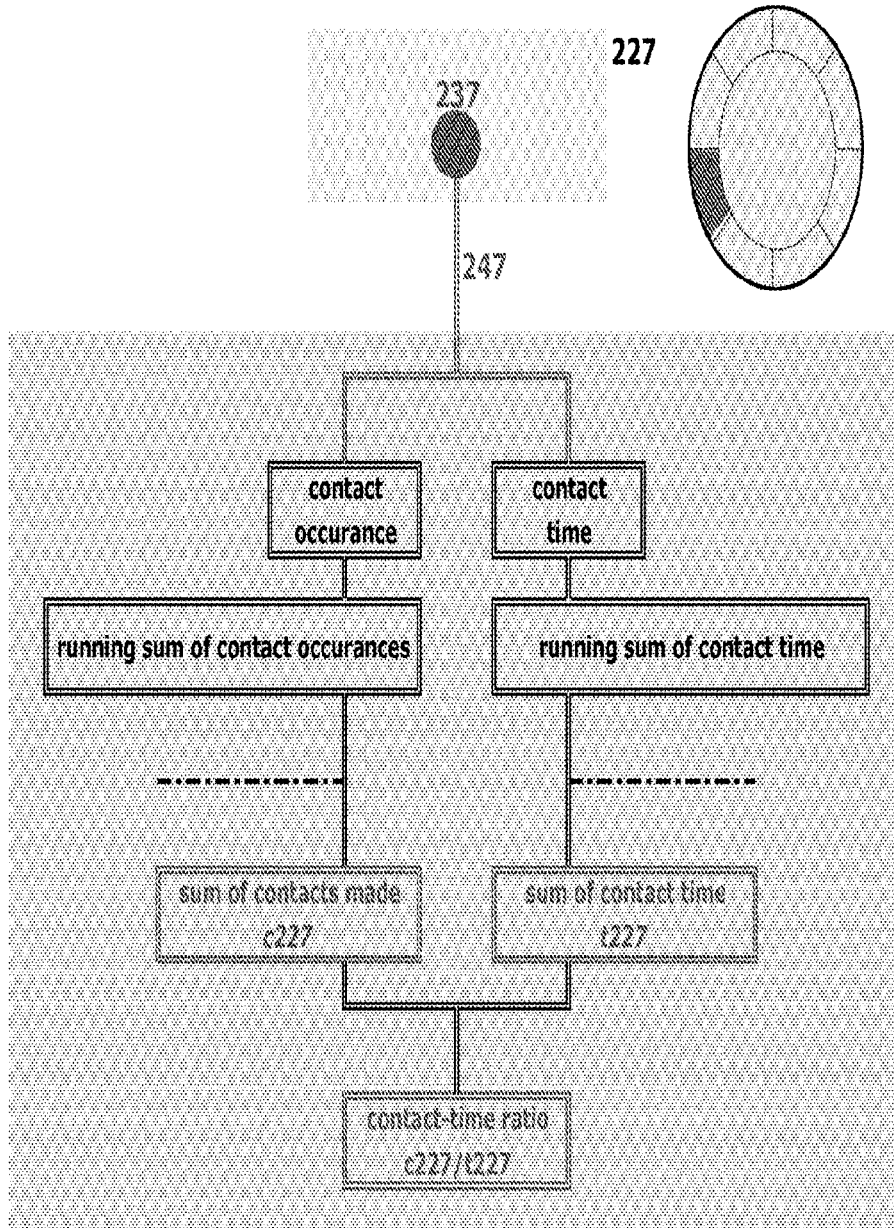 227
237
247
contact
occurance
contact
time
running sum of contact occurances
running sum of contact time
sum of contacts made
c227
sum of contact time
t227
contact-time ratio
c227/t227